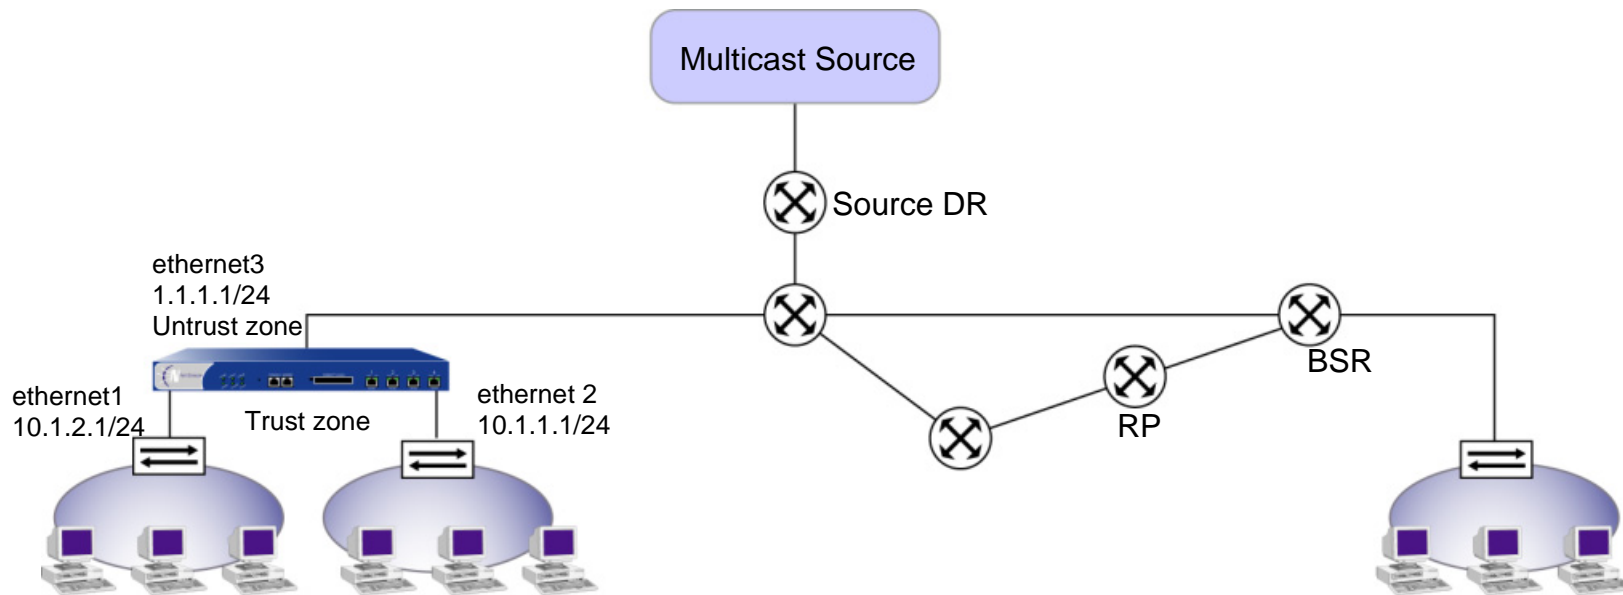 Multicast Source
Source DR
ethernet3
1.1.1.1/24
Untrust zone
BSR
RP
ethernet1
10.1.2.1/24
Trust zone
ethernet 2
10.1.1.1/24